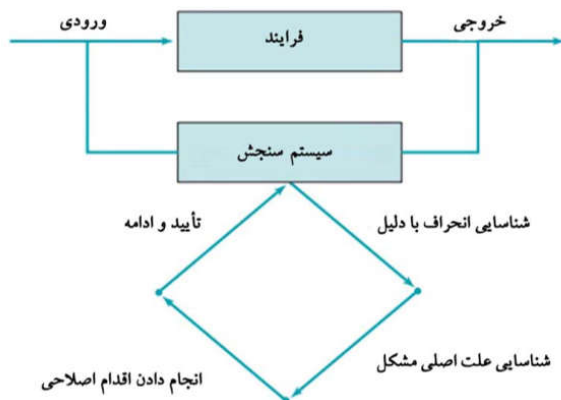 ورودی
فرایند
خروجی
سیستم سنجش
تأیید و ادامه
شناسایی انحراف با دلیل
انجام دادن اقدام اصلاحی
شناسایی علت اصلی مشکل